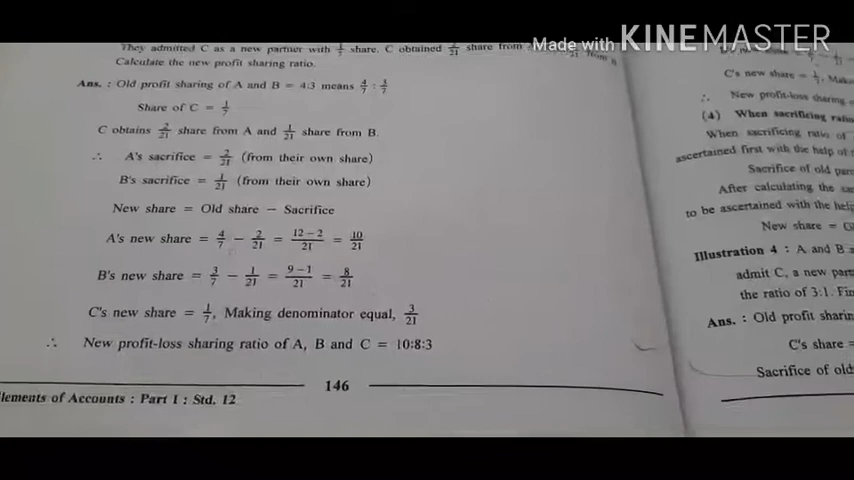 Made with KINEMASTER
They admitted C as a new partner with 1/7 share. C obtained 2/21 share from
Calculate the new profit sharing ratio.
Ans. : Old profit sharing of A and B = 4:3 means 4/7 : 3/7
Share of C = 1/7
C obtains 2/21 share from A and 1/21 share from B.
∴ A's sacrifice = 2/21 (from their own share)
B's sacrifice = 1/21 (from their own share)
New share = Old share − Sacrifice
A's new share = 4/7 − 2/21 = 12 − 2/21 = 10/21
B's new share = 3/7 − 1/21 = 9 − 1/21 = 8/21
C's new share = 1/7, Making denominator equal, 3/21
∴ New profit-loss sharing ratio of A, B and C = 10:8:3
146
Elements of Accounts : Part I : Std. 12
C's new share = 1/7, Making
∴ New profit-loss sharing
(4) When sacrificing ratio
When sacrificing ratio of
ascertained first with the help of
Sacrifice of old
After calculating the
to be ascertained with the help
New share =
Illustration 4 : A and B
admit C, a new
the ratio of 3:1.
Ans. : Old profit sharing
C's share =
Sacrifice of old